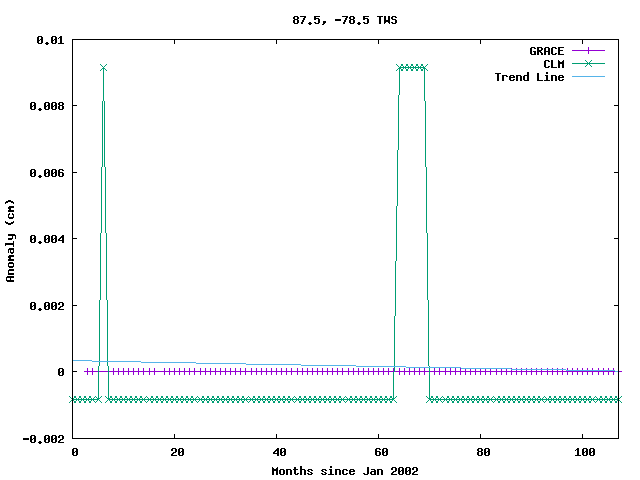 87.5, -78.5 TWS
0.01
GRACE
CLM
Trend Line
0.008
0.006
0.004
0.002
0
-0.002
Anomaly (cm)
0 20 40 60 80 100
Months since Jan 2002